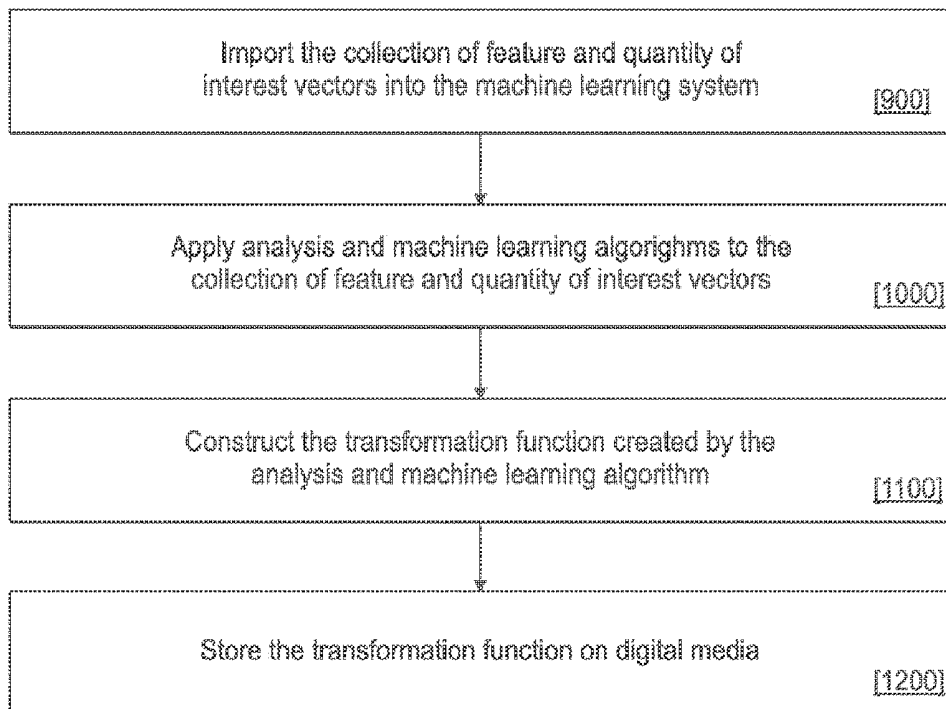 Import the collection of feature and quantity of
interest vectors into the machine learning system
[900]
Apply analysis and machine learning algorighms to the
collection of feature and quantity of interest vectors
[1000]
Construct the transformation function created by the
analysis and machine learning algorithm
[1100]
Store the transformation function on digital media
[1200]